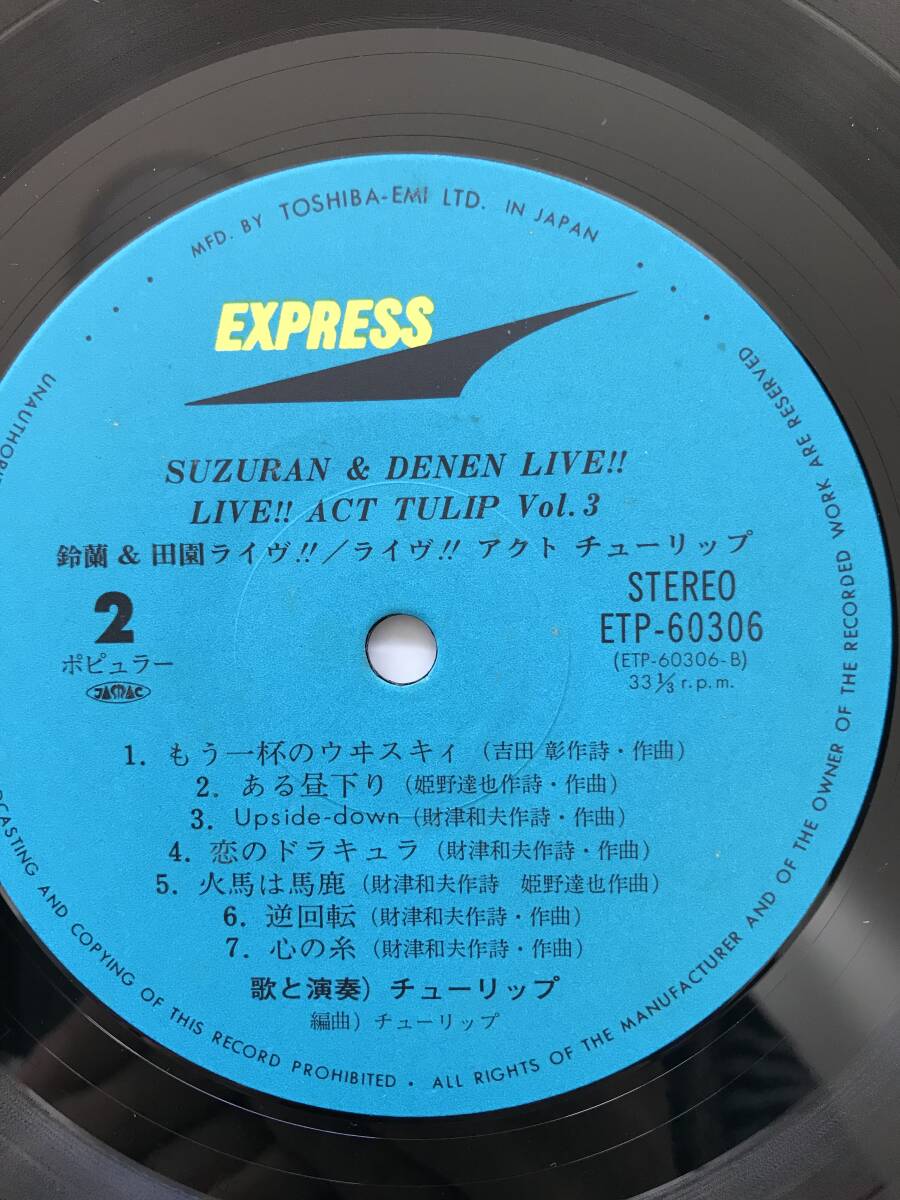 MFD. BY TOSHIBA-EMI LTD. IN JAPAN
EXPRESS
SUZURAN & DENEN LIVE!!
LIVE!! ACT TULIP Vol. 3
鈴蘭 & 田園ライヴ!!/ライヴ!! アクト チューリップ
2
ポピュラー
JASRAC
STEREO
ETP-60306
(ETP-60306-B)
33 1/3 r.p.m.
1. もう一杯のウヰスキィ (吉田 彰作詩・作曲)
2. ある昼下り (姫野達也作詩・作曲)
3. Upside-down (財津和夫作詩・作曲)
4. 恋のドラキュラ (財津和夫作詩・作曲)
5. 火馬は馬鹿 (財津和夫作詩 姫野達也作曲)
6. 逆回転 (財津和夫作詩・作曲)
7. 心の糸 (財津和夫作詩・作曲)
歌と演奏) チューリップ
編曲) チューリップ
AND COPYING OF THIS RECORD PROHIBITED • ALL RIGHTS OF THE MANUFACTURER AND OF THE OWNER OF THE RECORDED WORK ARE RESERVED